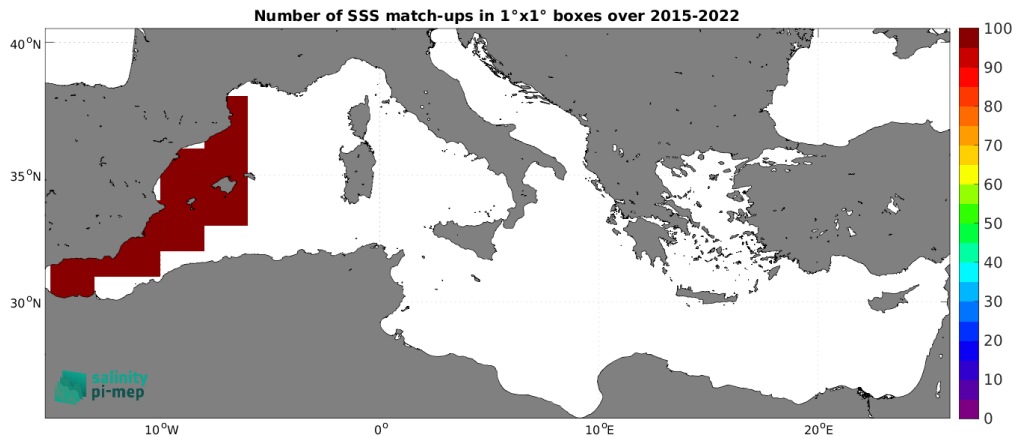 Number of SSS match-ups in 1°x1° boxes over 2015-2022
40°N
35°N
30°N
10°W
0°
10°E
20°E
100
90
80
70
60
50
40
30
20
10
0
salinity
pi-mep